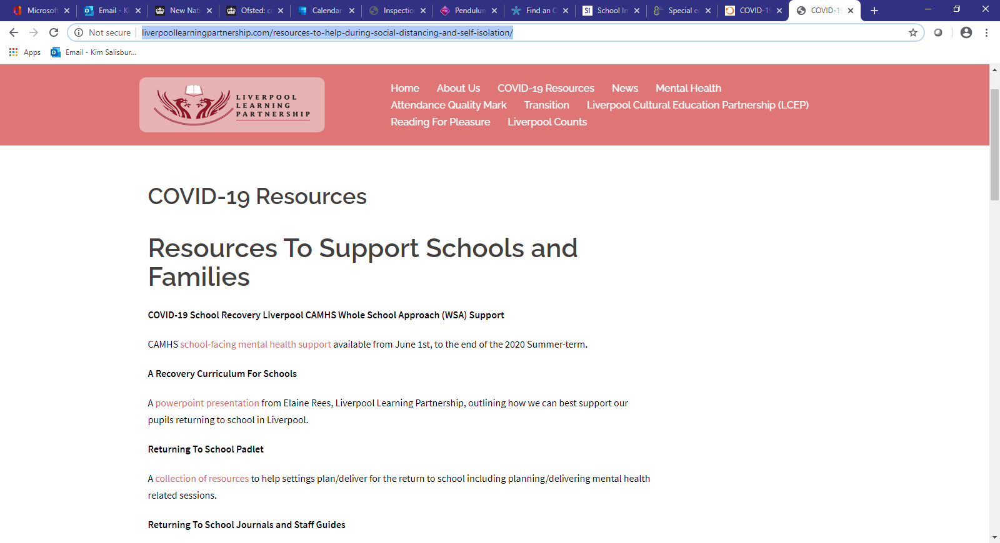 Microsoft
Email - Ki
New Nati
Ofsted: c
Calendar
Inspectio
Pendulum
Find an O
SI
School Im
Special e
COVID-19
COVID-19
Not secure
liverpoollearningpartnership.com/resources-to-help-during-social-distancing-and-self-isolation/
Apps
Email - Kim Salisbur...
LIVERPOOL
LEARNING
PARTNERSHIP
Home About Us COVID-19 Resources News Mental Health
Attendance Quality Mark Transition Liverpool Cultural Education Partnership (LCEP)
Reading For Pleasure Liverpool Counts
COVID-19 Resources
Resources To Support Schools and
Families
COVID-19 School Recovery Liverpool CAMHS Whole School Approach (WSA) Support
CAMHS school-facing mental health support available from June 1st, to the end of the 2020 Summer-term.
A Recovery Curriculum For Schools
A powerpoint presentation from Elaine Rees, Liverpool Learning Partnership, outlining how we can best support our
pupils returning to school in Liverpool.
Returning To School Padlet
A collection of resources to help settings plan/deliver for the return to school including planning/delivering mental health
related sessions.
Returning To School Journals and Staff Guides